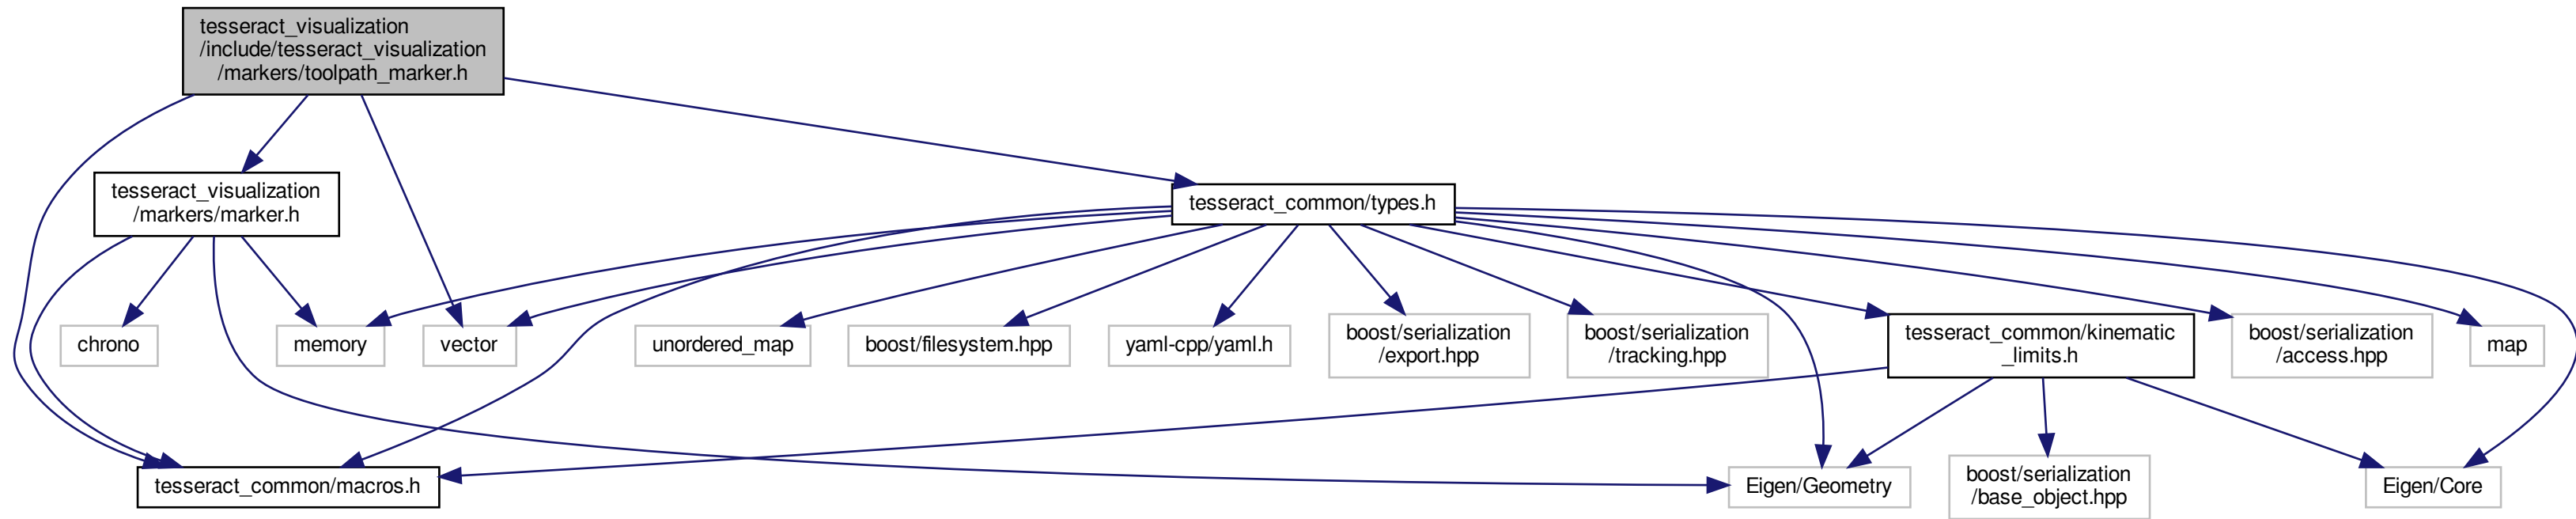 tesseract_visualization
/include/tesseract_visualization
/markers/toolpath_marker.h
tesseract_visualization
/markers/marker.h
tesseract_common/types.h
chrono
memory
vector
unordered_map
boost/filesystem.hpp
yaml-cpp/yaml.h
boost/serialization
/export.hpp
boost/serialization
/tracking.hpp
tesseract_common/kinematic
_limits.h
boost/serialization
/access.hpp
map
tesseract_common/macros.h
Eigen/Geometry
boost/serialization
/base_object.hpp
Eigen/Core